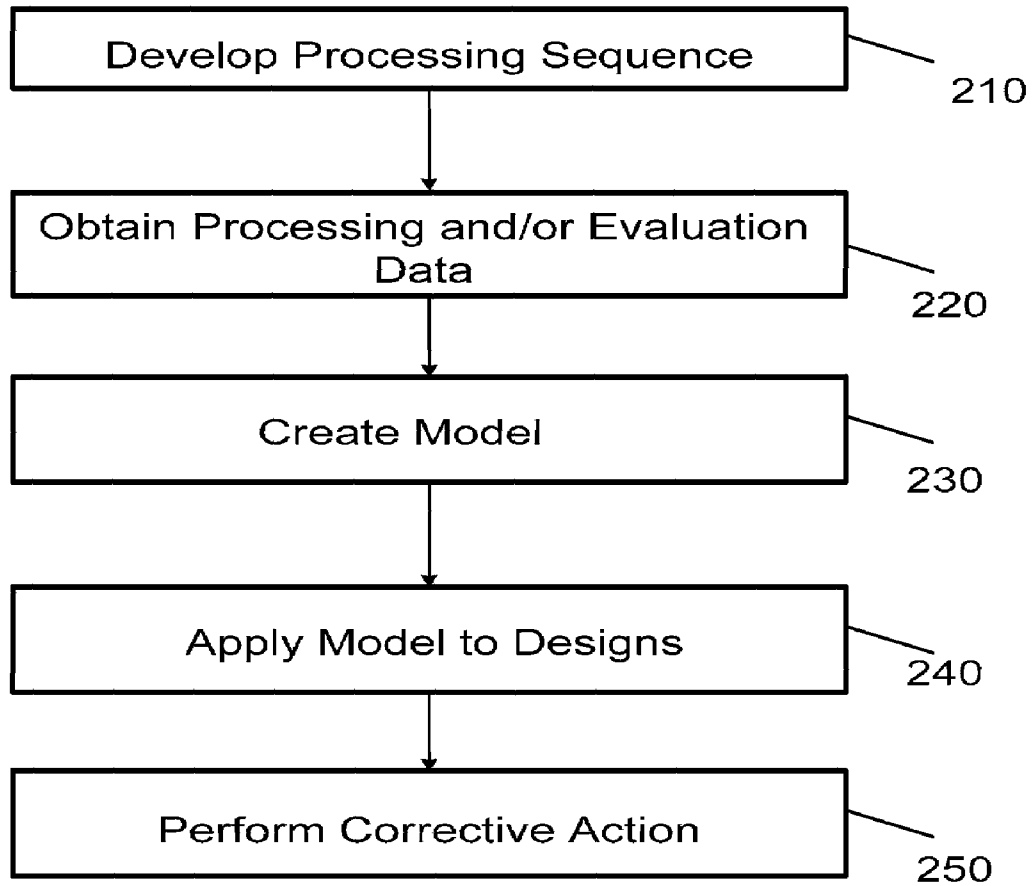 Develop Processing Sequence
210
Obtain Processing and/or Evaluation
Data
220
Create Model
230
Apply Model to Designs
240
Perform Corrective Action
250